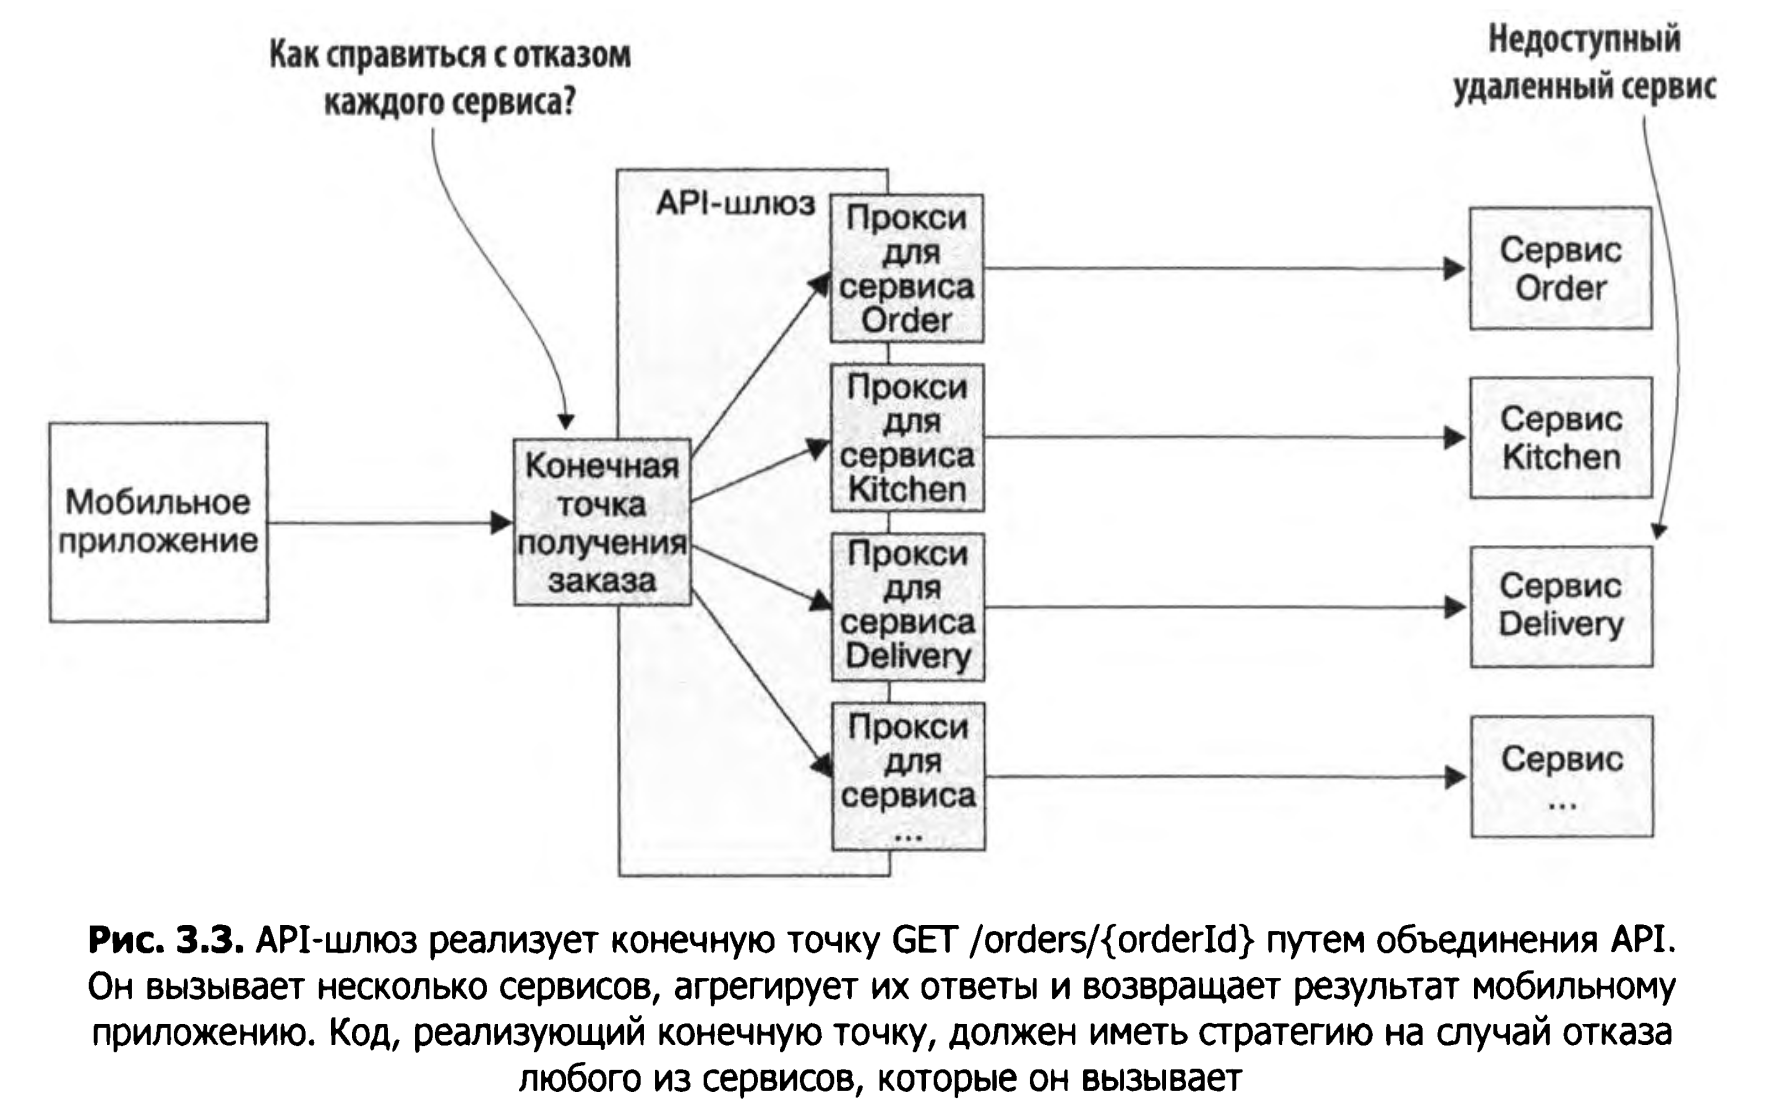 Как справиться с отказом
каждого сервиса?
Недоступный
удаленный сервис
API-шлюз
Прокси
для
сервиса
Order
Сервис
Order
Прокси
для
сервиса
Kitchen
Сервис
Kitchen
Мобильное
приложение
Конечная
точка
получения
заказа
Прокси
для
сервиса
Delivery
Сервис
Delivery
Прокси
для
сервиса
...
Сервис
...
Рис. 3.3. API-шлюз реализует конечную точку GET /orders/{orderId} путем объединения API.
Он вызывает несколько сервисов, агрегирует их ответы и возвращает результат мобильному
приложению. Код, реализующий конечную точку, должен иметь стратегию на случай отказа
любого из сервисов, которые он вызывает